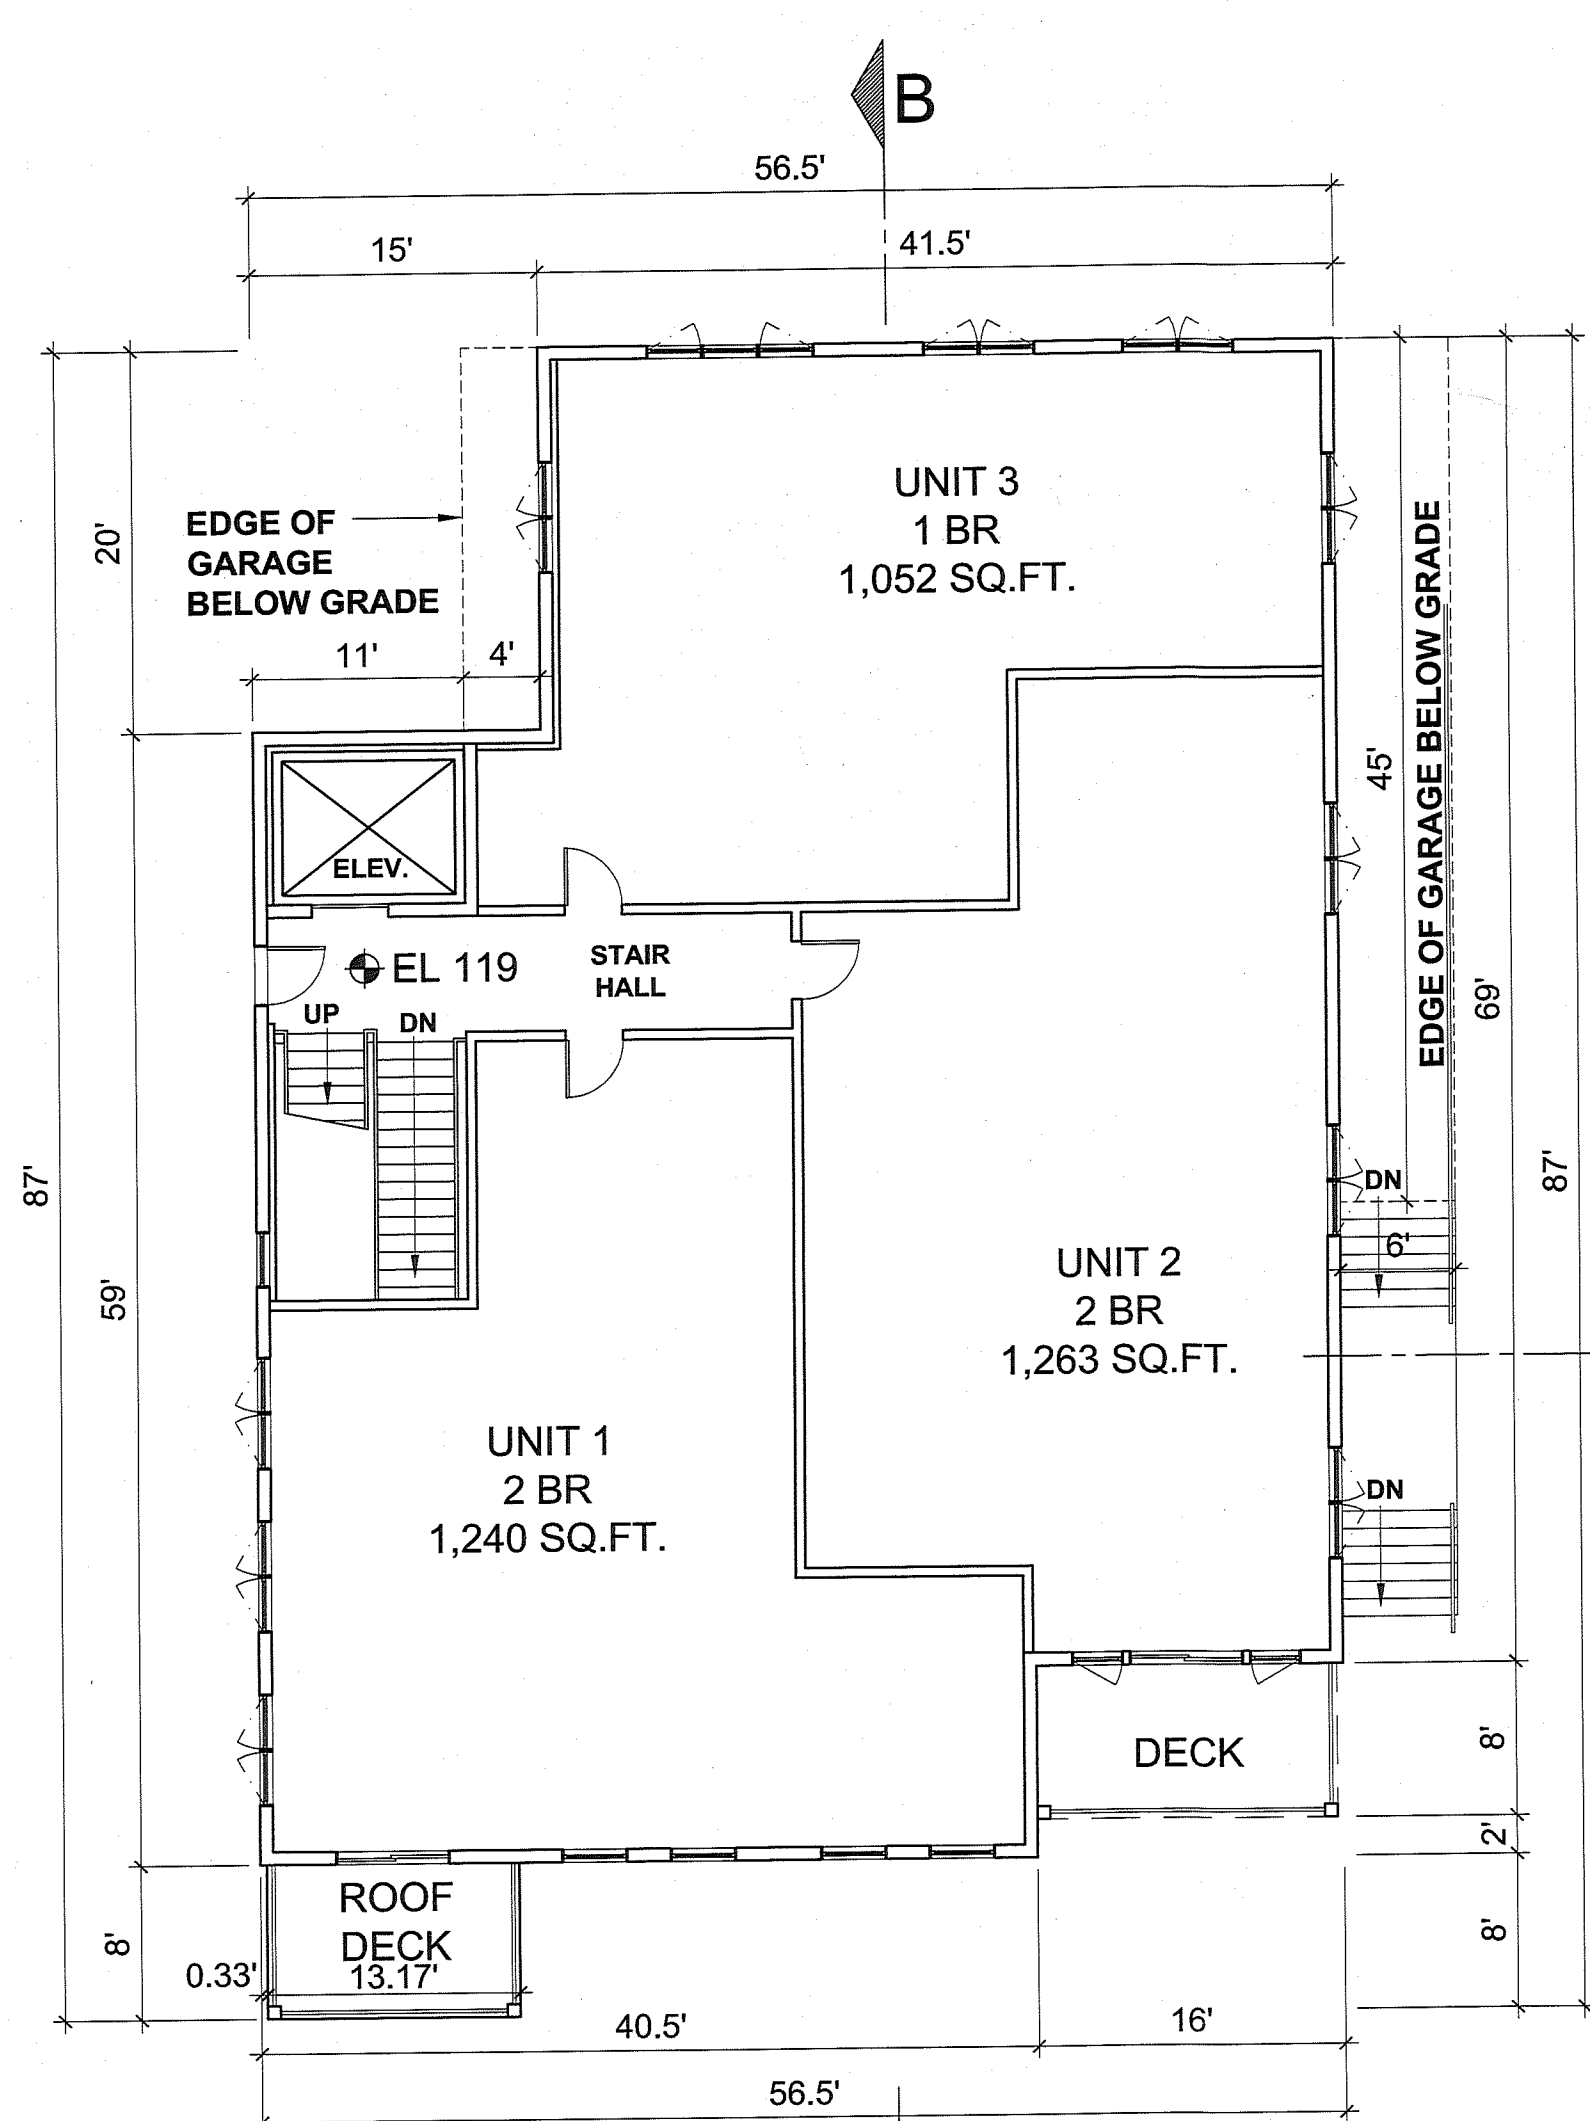 B
56.5'
15'
41.5'
UNIT 3
1 BR
1,052 SQ.FT.
EDGE OF
GARAGE
BELOW GRADE
20'
11'
4'
EDGE OF GARAGE BELOW GRADE
45'
69'
87'
ELEV.
EL 119
STAIR
HALL
UP
DN
87'
59'
DN
6'
UNIT 2
2 BR
1,263 SQ.FT.
UNIT 1
2 BR
1,240 SQ.FT.
DN
DECK
8'
2'
8'
ROOF
DECK
8'
0.33'
13.17'
40.5'
16'
56.5'